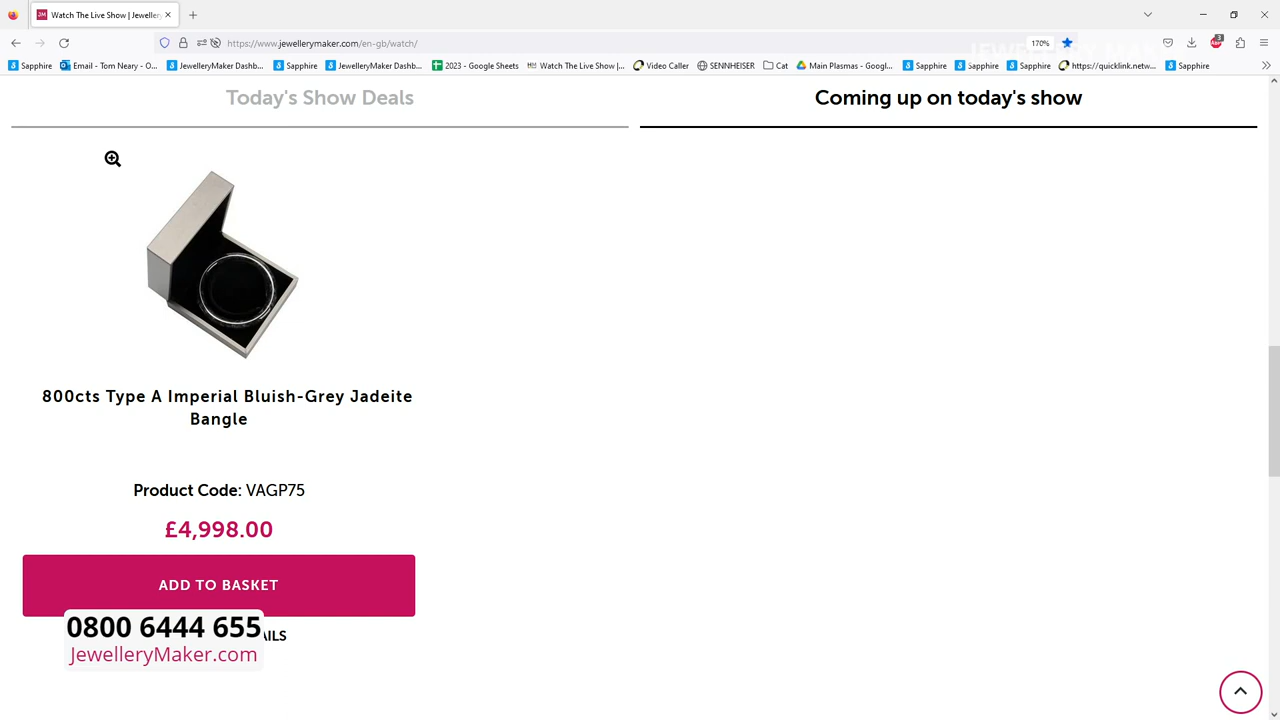 Watch The Live Show | Jeweller
https://www.jewellerymaker.com/en-gb/watch/
170%
3
Sapphire
Email - Tom Neary - O...
JewelleryMaker Dashb...
Sapphire
JewelleryMaker Dashb...
2023 - Google Sheets
Watch The Live Show |...
Video Caller
SENNHEISER
Cat
Main Plasmas - Googl...
Sapphire
Sapphire
Sapphire
https://quicklink.netw...
Sapphire
Today's Show Deals
Coming up on today's show
800cts Type A Imperial Bluish-Grey Jadeite
Bangle
Product Code: VAGP75
£4,998.00
ADD TO BASKET
0800 6444 655
AILS
JewelleryMaker.com